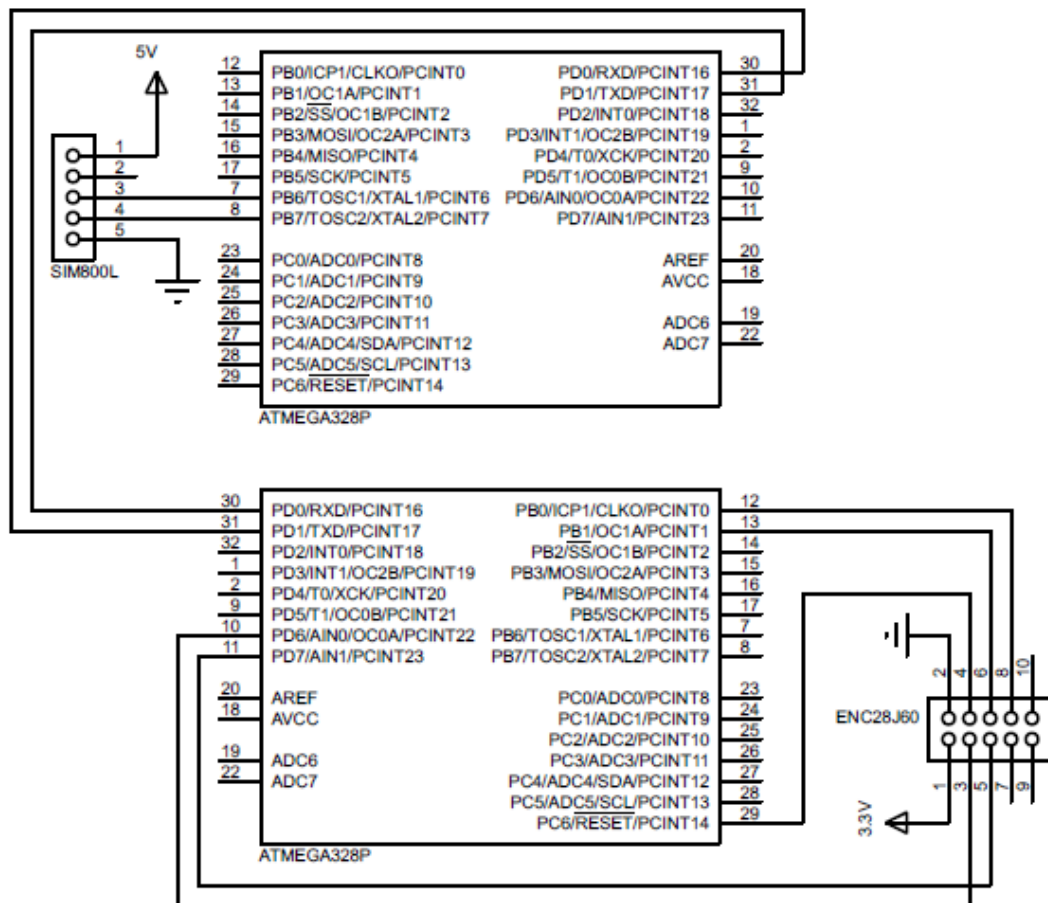 5V
1
2
3
4
5
SIM800L
12 PB0/ICP1/CLKO/PCINT0 PD0/RXD/PCINT16 30
13 PB1/OC1A/PCINT1 PD1/TXD/PCINT17 31
14 PB2/SS/OC1B/PCINT2 PD2/INT0/PCINT18 32
15 PB3/MOSI/OC2A/PCINT3 PD3/INT1/OC2B/PCINT19 1
16 PB4/MISO/PCINT4 PD4/T0/XCK/PCINT20 2
17 PB5/SCK/PCINT5 PD5/T1/OC0B/PCINT21 9
7 PB6/TOSC1/XTAL1/PCINT6 PD6/AIN0/OC0A/PCINT22 10
8 PB7/TOSC2/XTAL2/PCINT7 PD7/AIN1/PCINT23 11
23 PC0/ADC0/PCINT8 AREF 20
24 PC1/ADC1/PCINT9 AVCC 18
25 PC2/ADC2/PCINT10
26 PC3/ADC3/PCINT11 ADC6 19
27 PC4/ADC4/SDA/PCINT12 ADC7 22
28 PC5/ADC5/SCL/PCINT13
29 PC6/RESET/PCINT14
ATMEGA328P
30 PD0/RXD/PCINT16 PB0/ICP1/CLKO/PCINT0 12
31 PD1/TXD/PCINT17 PB1/OC1A/PCINT1 13
32 PD2/INT0/PCINT18 PB2/SS/OC1B/PCINT2 14
1 PD3/INT1/OC2B/PCINT19 PB3/MOSI/OC2A/PCINT3 15
2 PD4/T0/XCK/PCINT20 PB4/MISO/PCINT4 16
9 PD5/T1/OC0B/PCINT21 PB5/SCK/PCINT5 17
10 PD6/AIN0/OC0A/PCINT22 PB6/TOSC1/XTAL1/PCINT6 7
11 PD7/AIN1/PCINT23 PB7/TOSC2/XTAL2/PCINT7 8
20 AREF PC0/ADC0/PCINT8 23
18 AVCC PC1/ADC1/PCINT9 24
PC2/ADC2/PCINT10 25
19 ADC6 PC3/ADC3/PCINT11 26
22 ADC7 PC4/ADC4/SDA/PCINT12 27
PC5/ADC5/SCL/PCINT13 28
PC6/RESET/PCINT14 29
ATMEGA328P
2 4 6 8 10
ENC28J60
1 3 5 7 9
3.3V